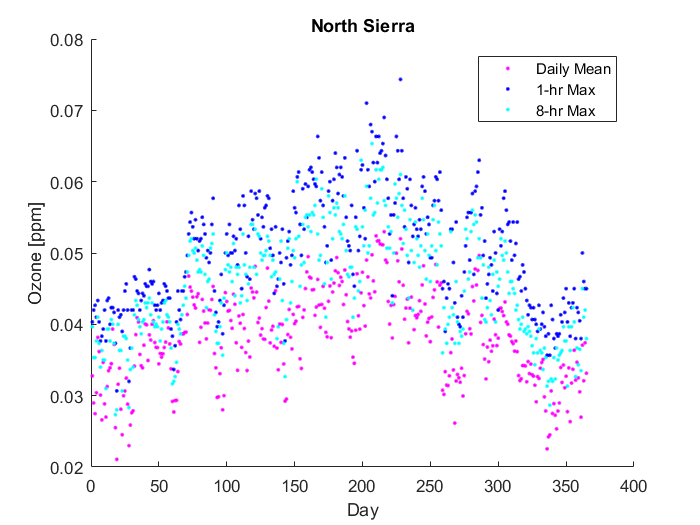 North Sierra
Daily Mean
1-hr Max
8-hr Max
Ozone [ppm]
0.08
0.07
0.06
0.05
0.04
0.03
0.02
0 50 100 150 200 250 300 350 400
Day